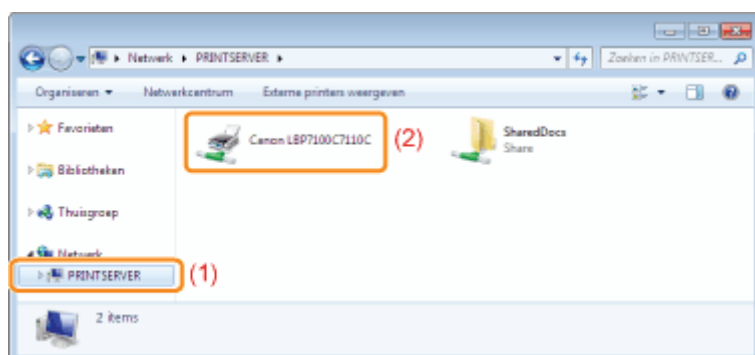 Netwerk ▸ PRINTSERVER ▸
Zoeken in PRINTSER...
Organiseren Netwerkcentrum Externe printers weergeven
Favorieten
Canon LBP7100C7110C
(2)
SharedDocs
Share
Bibliotheken
Thuisgroep
Netwerk
PRINTSERVER
(1)
2 items